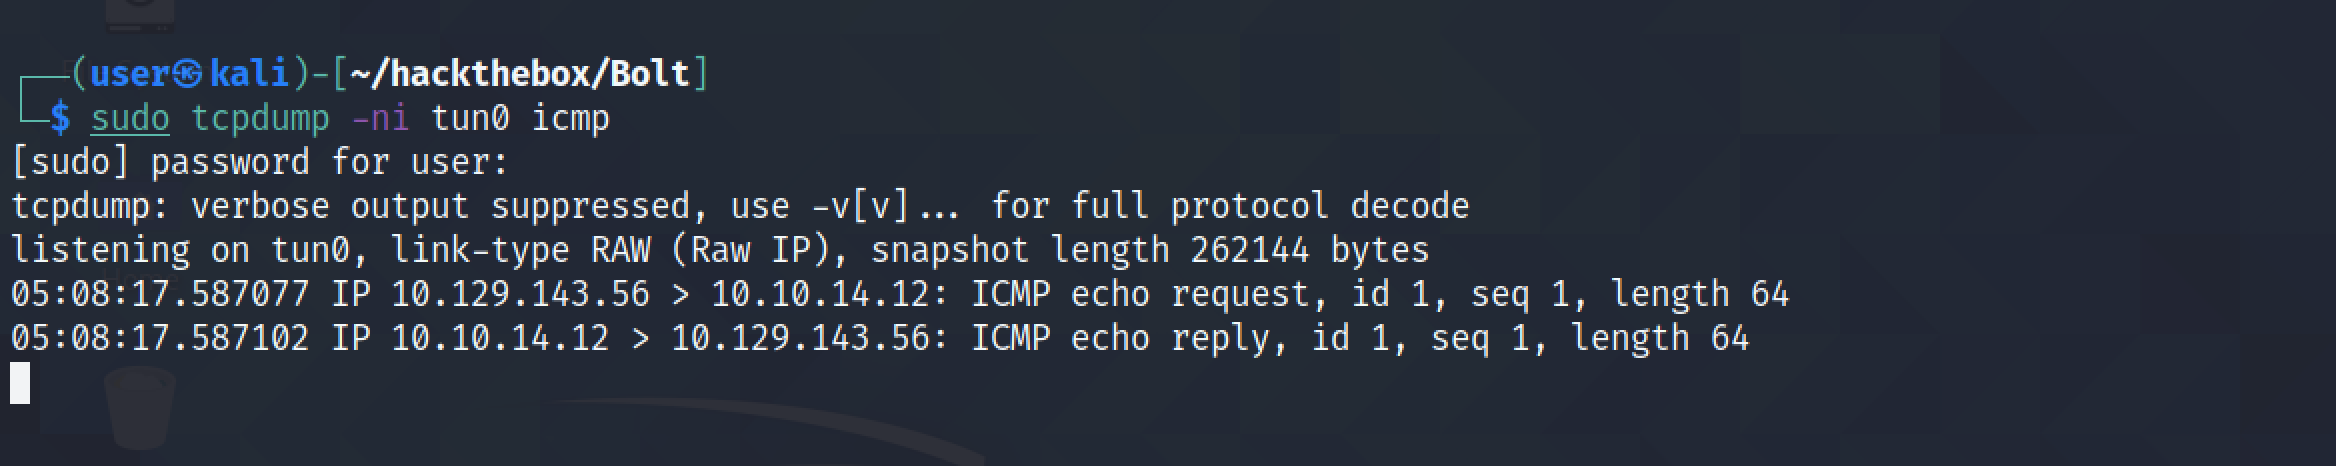 ┌──(user㉿kali)-[~/hackthebox/Bolt]
└─$ sudo tcpdump -ni tun0 icmp
[sudo] password for user:
tcpdump: verbose output suppressed, use -v[v]... for full protocol decode
listening on tun0, link-type RAW (Raw IP), snapshot length 262144 bytes
05:08:17.587077 IP 10.129.143.56 > 10.10.14.12: ICMP echo request, id 1, seq 1, length 64
05:08:17.587102 IP 10.10.14.12 > 10.129.143.56: ICMP echo reply, id 1, seq 1, length 64